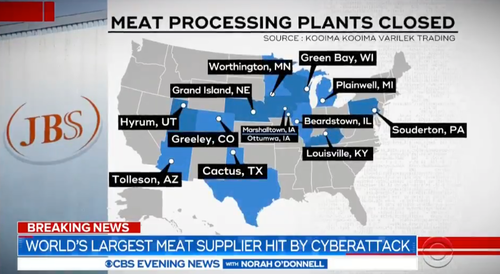 MEAT PROCESSING PLANTS CLOSED
SOURCE : KOOIMA KOOIMA VARILEK TRADING
Worthington, MN
Green Bay, WI
Grand Island, NE
Plainwell, MI
Hyrum, UT
Marshalltown, IA
Beardstown, IL
Greeley, CO
Ottumwa, IA
Souderton, PA
Louisville, KY
Cactus, TX
Tolleson, AZ
JBS
BREAKING NEWS
WORLD'S LARGEST MEAT SUPPLIER HIT BY CYBERATTACK
CBS EVENING NEWS WITH NORAH O'DONNELL